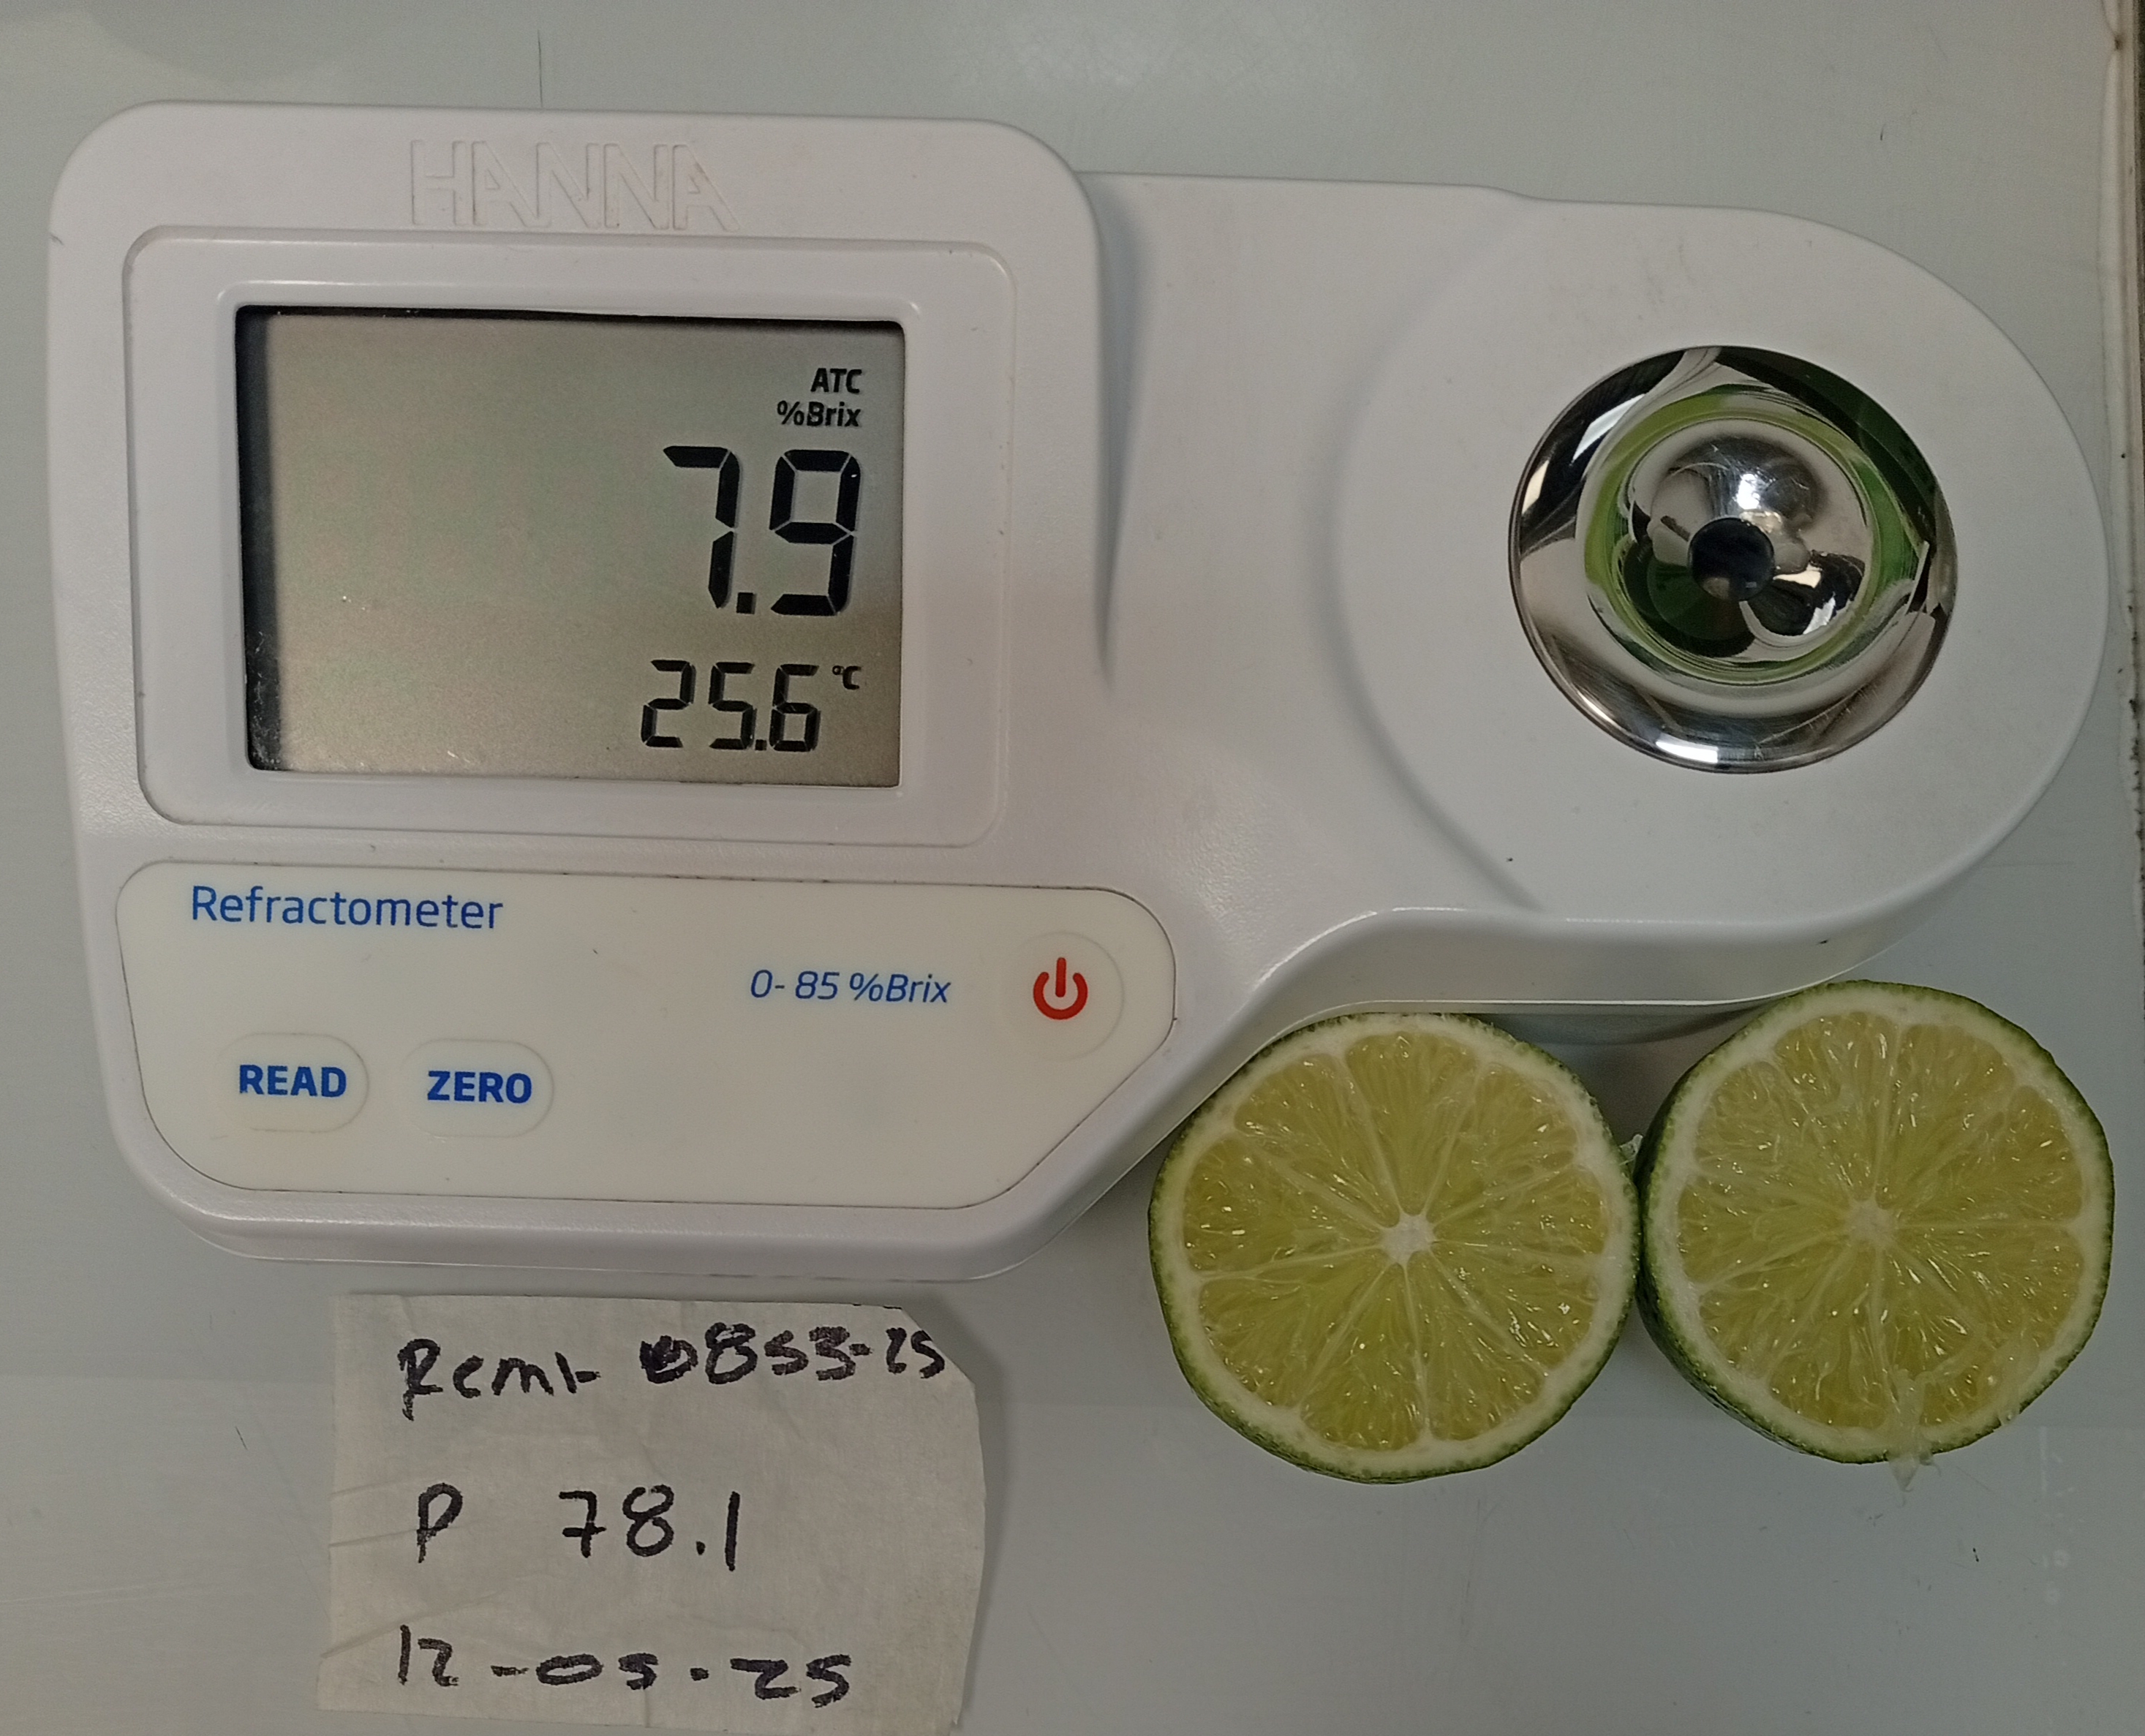 HANNA
ATC
%Brix
7.9
25.6 °C
Refractometer
0- 85 %Brix
READ
ZERO
Remt 0853-25
P 78.1
12-05-25